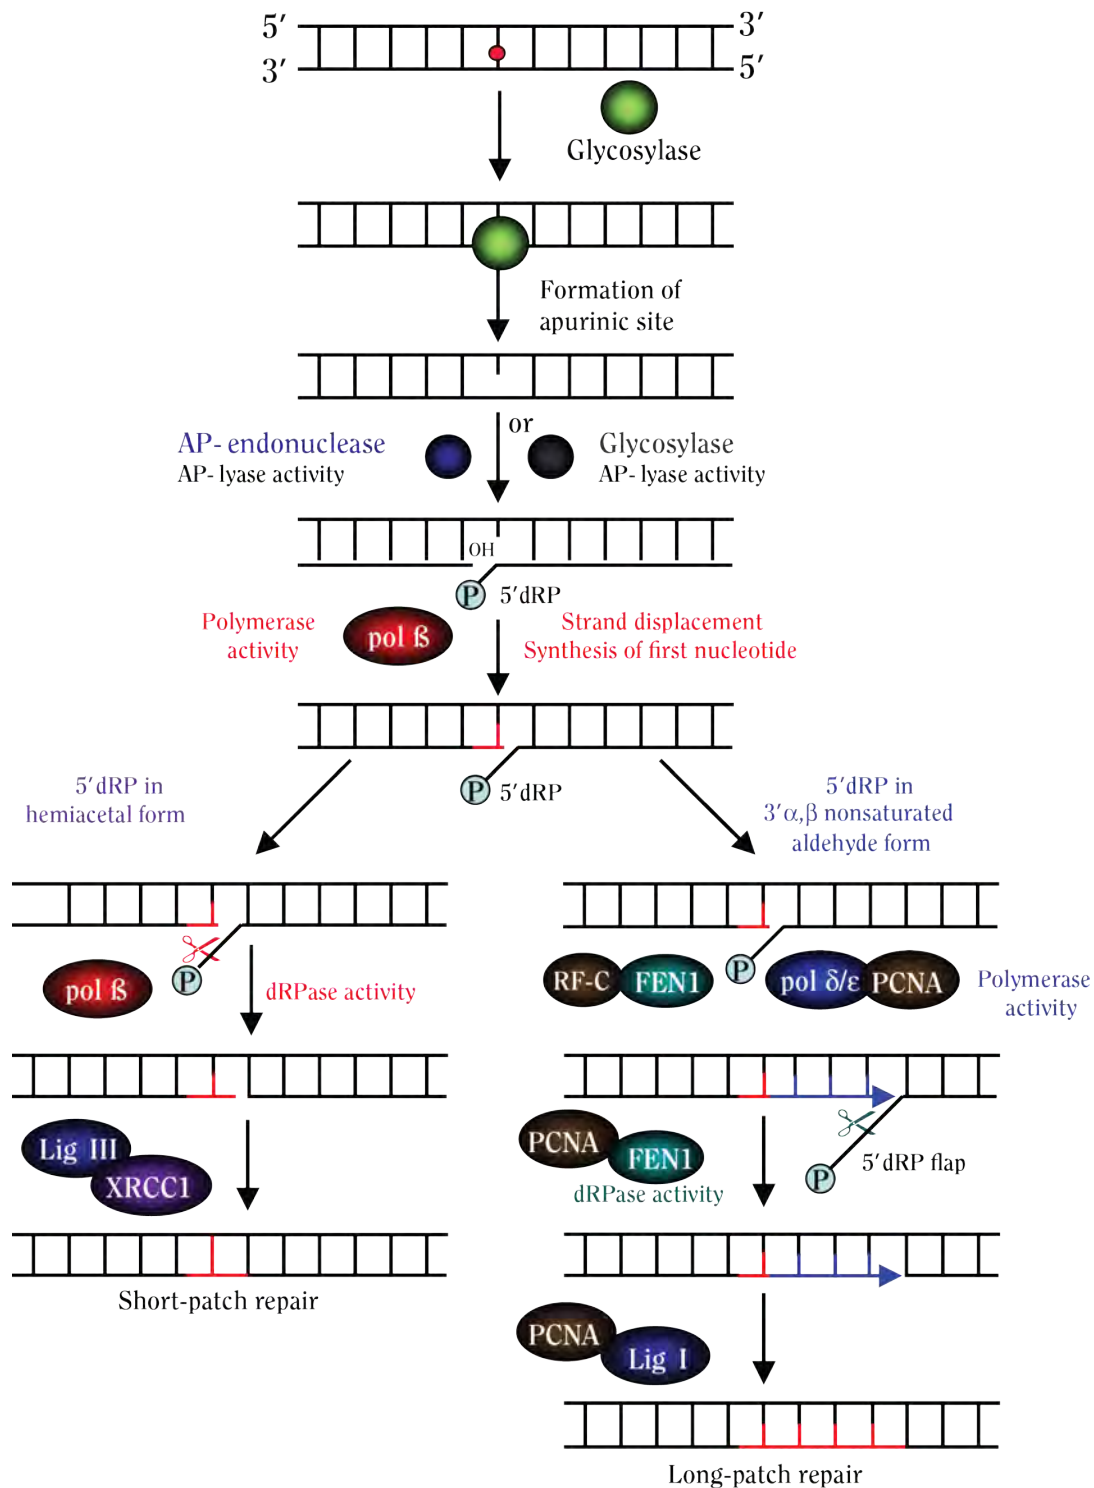 5′
3′
3′
5′
Glycosylase
Formation of
apurinic site
or
AP- endonuclease
AP- lyase activity
Glycosylase
AP- lyase activity
OH
P
5′dRP
Polymerase
activity
pol ß
Strand displacement
Synthesis of first nucleotide
P
5′dRP
5′dRP in
hemiacetal form
5′dRP in
3′α,β nonsaturated
aldehyde form
P
pol ß
dRPase activity
RF-C
FEN1
P
pol δ/ε
PCNA
Polymerase
activity
Lig III
XRCC1
PCNA
FEN1
dRPase activity
P
5′dRP flap
Short-patch repair
PCNA
Lig I
Long-patch repair